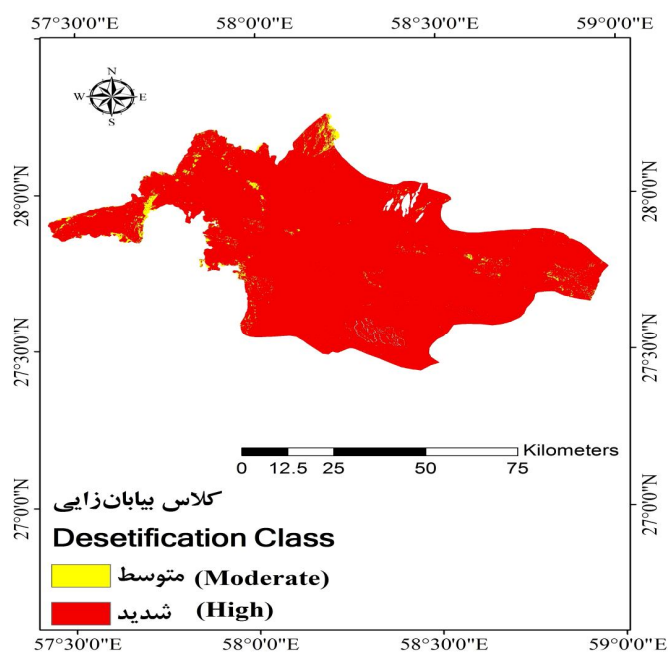 57°30'0"E 58°0'0"E 58°30'0"E 59°0'0"E
N
W E
S
28°0'0"N 28°0'0"N
27°30'0"N 27°30'0"N
27°0'0"N 27°0'0"N
Kilometers
0 12.5 25 50 75
کلاس بیابان‌زایی
Desetification Class
متوسط (Moderate)
شدید (High)
57°30'0"E 58°0'0"E 58°30'0"E 59°0'0"E